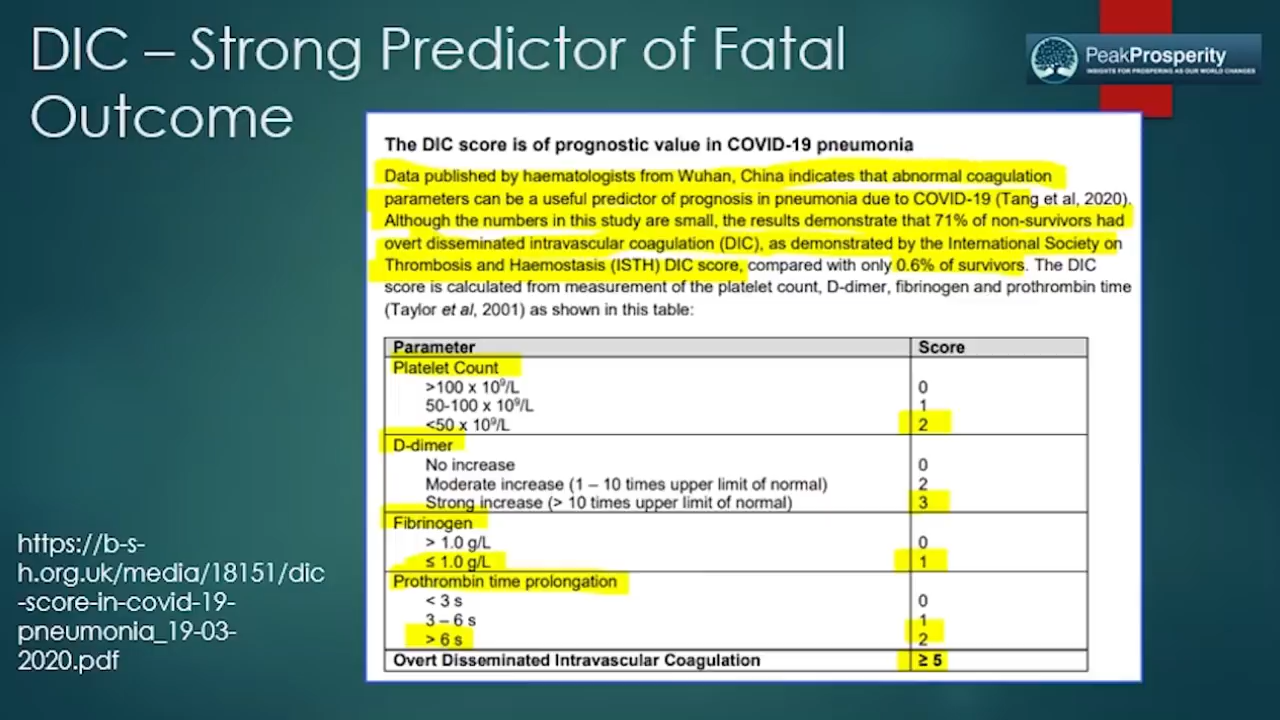 DIC – Strong Predictor of Fatal
Outcome
PeakProsperity
INSIGHTS FOR PROSPERING AS OUR WORLD CHANGES
The DIC score is of prognostic value in COVID-19 pneumonia
Data published by haematologists from Wuhan, China indicates that abnormal coagulation
parameters can be a useful predictor of prognosis in pneumonia due to COVID-19 (Tang et al, 2020).
Although the numbers in this study are small, the results demonstrate that 71% of non-survivors had
overt disseminated intravascular coagulation (DIC), as demonstrated by the International Society on
Thrombosis and Haemostasis (ISTH) DIC score, compared with only 0.6% of survivors. The DIC
score is calculated from measurement of the platelet count, D-dimer, fibrinogen and prothrombin time
(Taylor et al, 2001) as shown in this table:
Parameter Score
Platelet Count
>100 x 10⁹/L 0
50-100 x 10⁹/L 1
<50 x 10⁹/L 2
D-dimer
No increase 0
Moderate increase (1 – 10 times upper limit of normal) 2
Strong increase (> 10 times upper limit of normal) 3
Fibrinogen
> 1.0 g/L 0
≤ 1.0 g/L 1
Prothrombin time prolongation
< 3 s 0
3 – 6 s 1
> 6 s 2
Overt Disseminated Intravascular Coagulation ≥ 5
https://b-s-
h.org.uk/media/18151/dic
-score-in-covid-19-
pneumonia_19-03-
2020.pdf